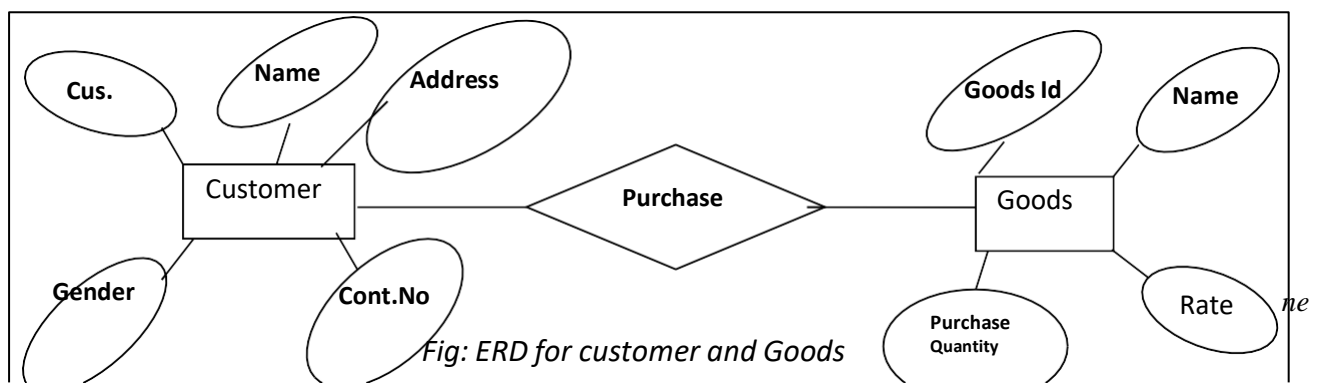 Cus.
Name
Address
Goods Id
Name
Customer
Purchase
Goods
Gender
Cont.No
Purchase
Quantity
Rate
ne
Fig: ERD for customer and Goods